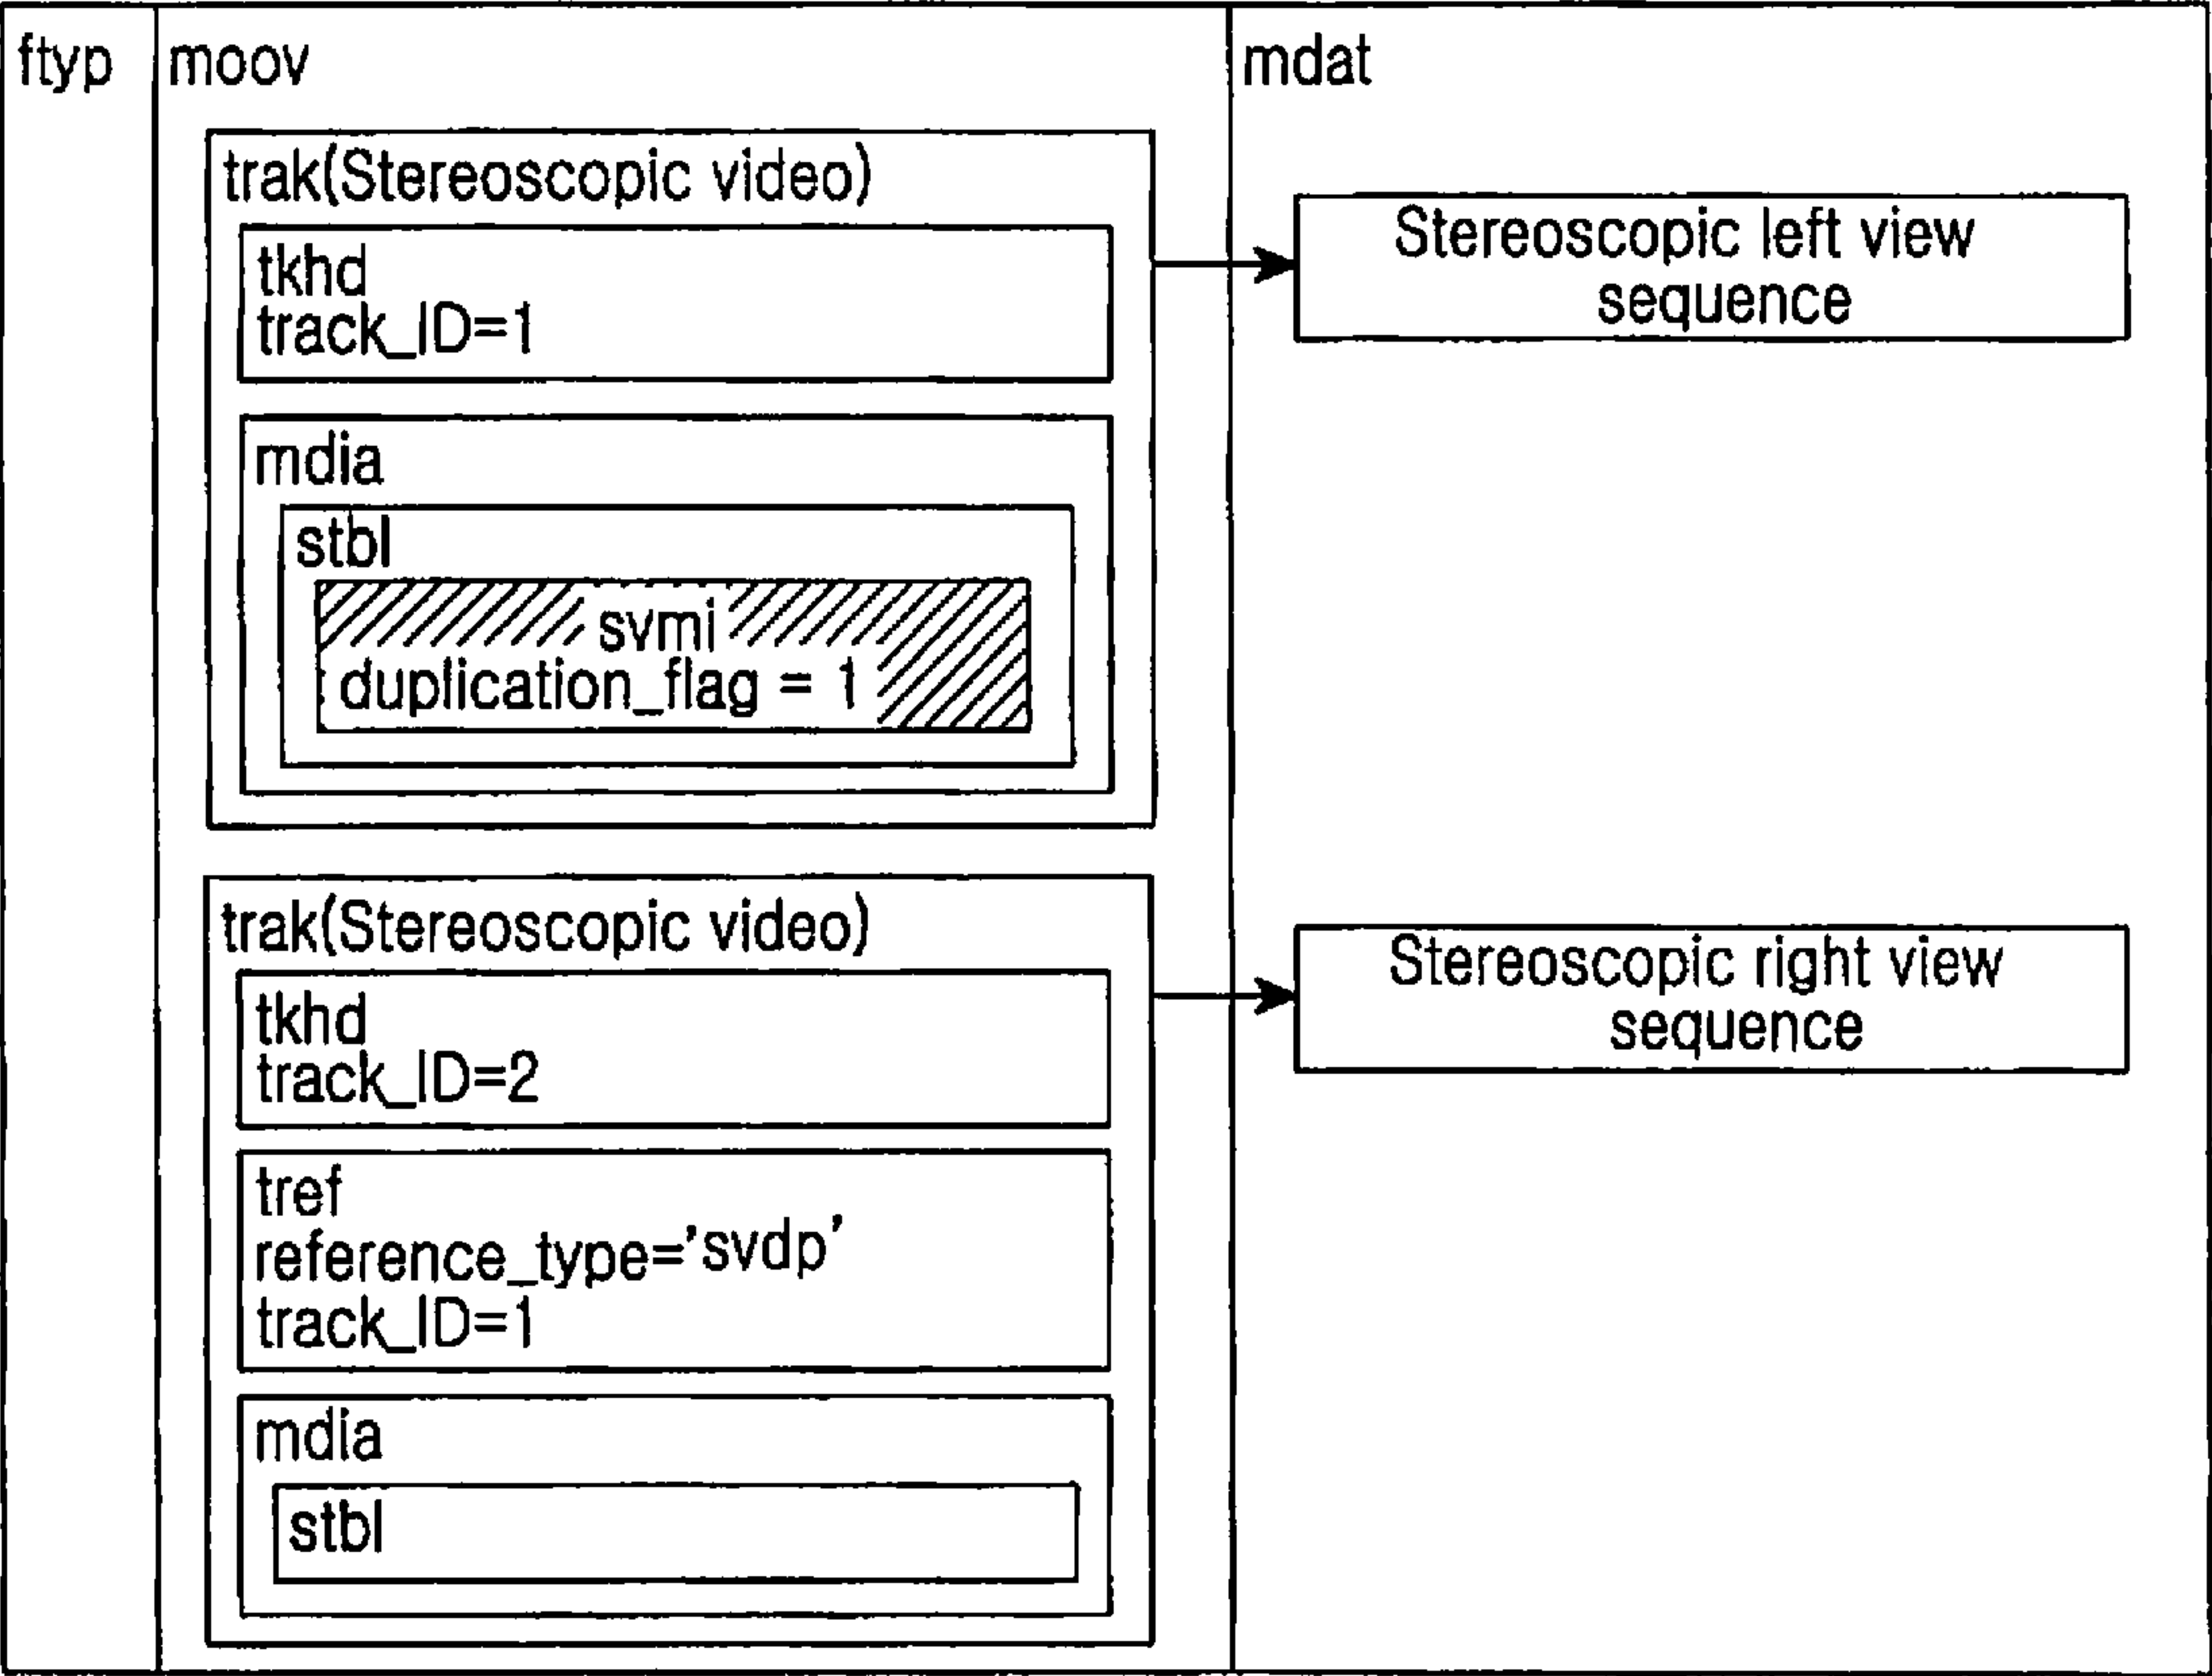 ftyp
moov
trak(Stereoscopic video)
tkhd
track_ID=1
mdia
stbl
svmi
duplication_flag = 1
trak(Stereoscopic video)
tkhd
track_ID=2
tref
reference_type='svdp'
track_ID=1
mdia
stbl
mdat
Stereoscopic left view
sequence
Stereoscopic right view
sequence